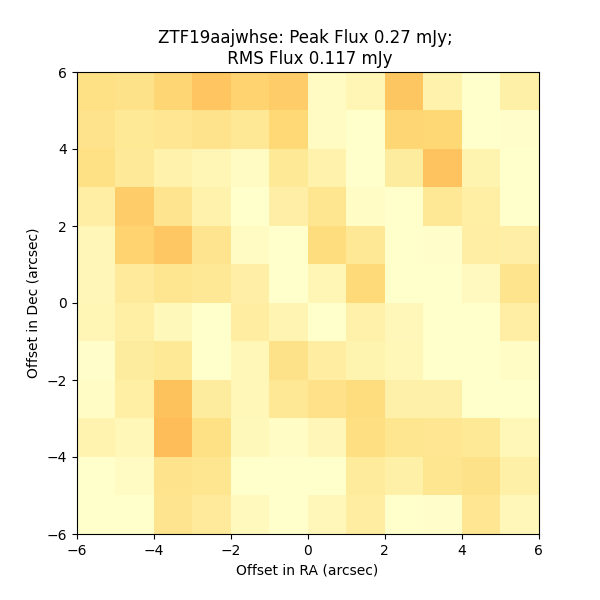 ZTF19aajwhse: Peak Flux 0.27 mJy;
RMS Flux 0.117 mJy
6
4
2
0
−2
−4
−6
Offset in Dec (arcsec)
−6 −4 −2 0 2 4 6
Offset in RA (arcsec)